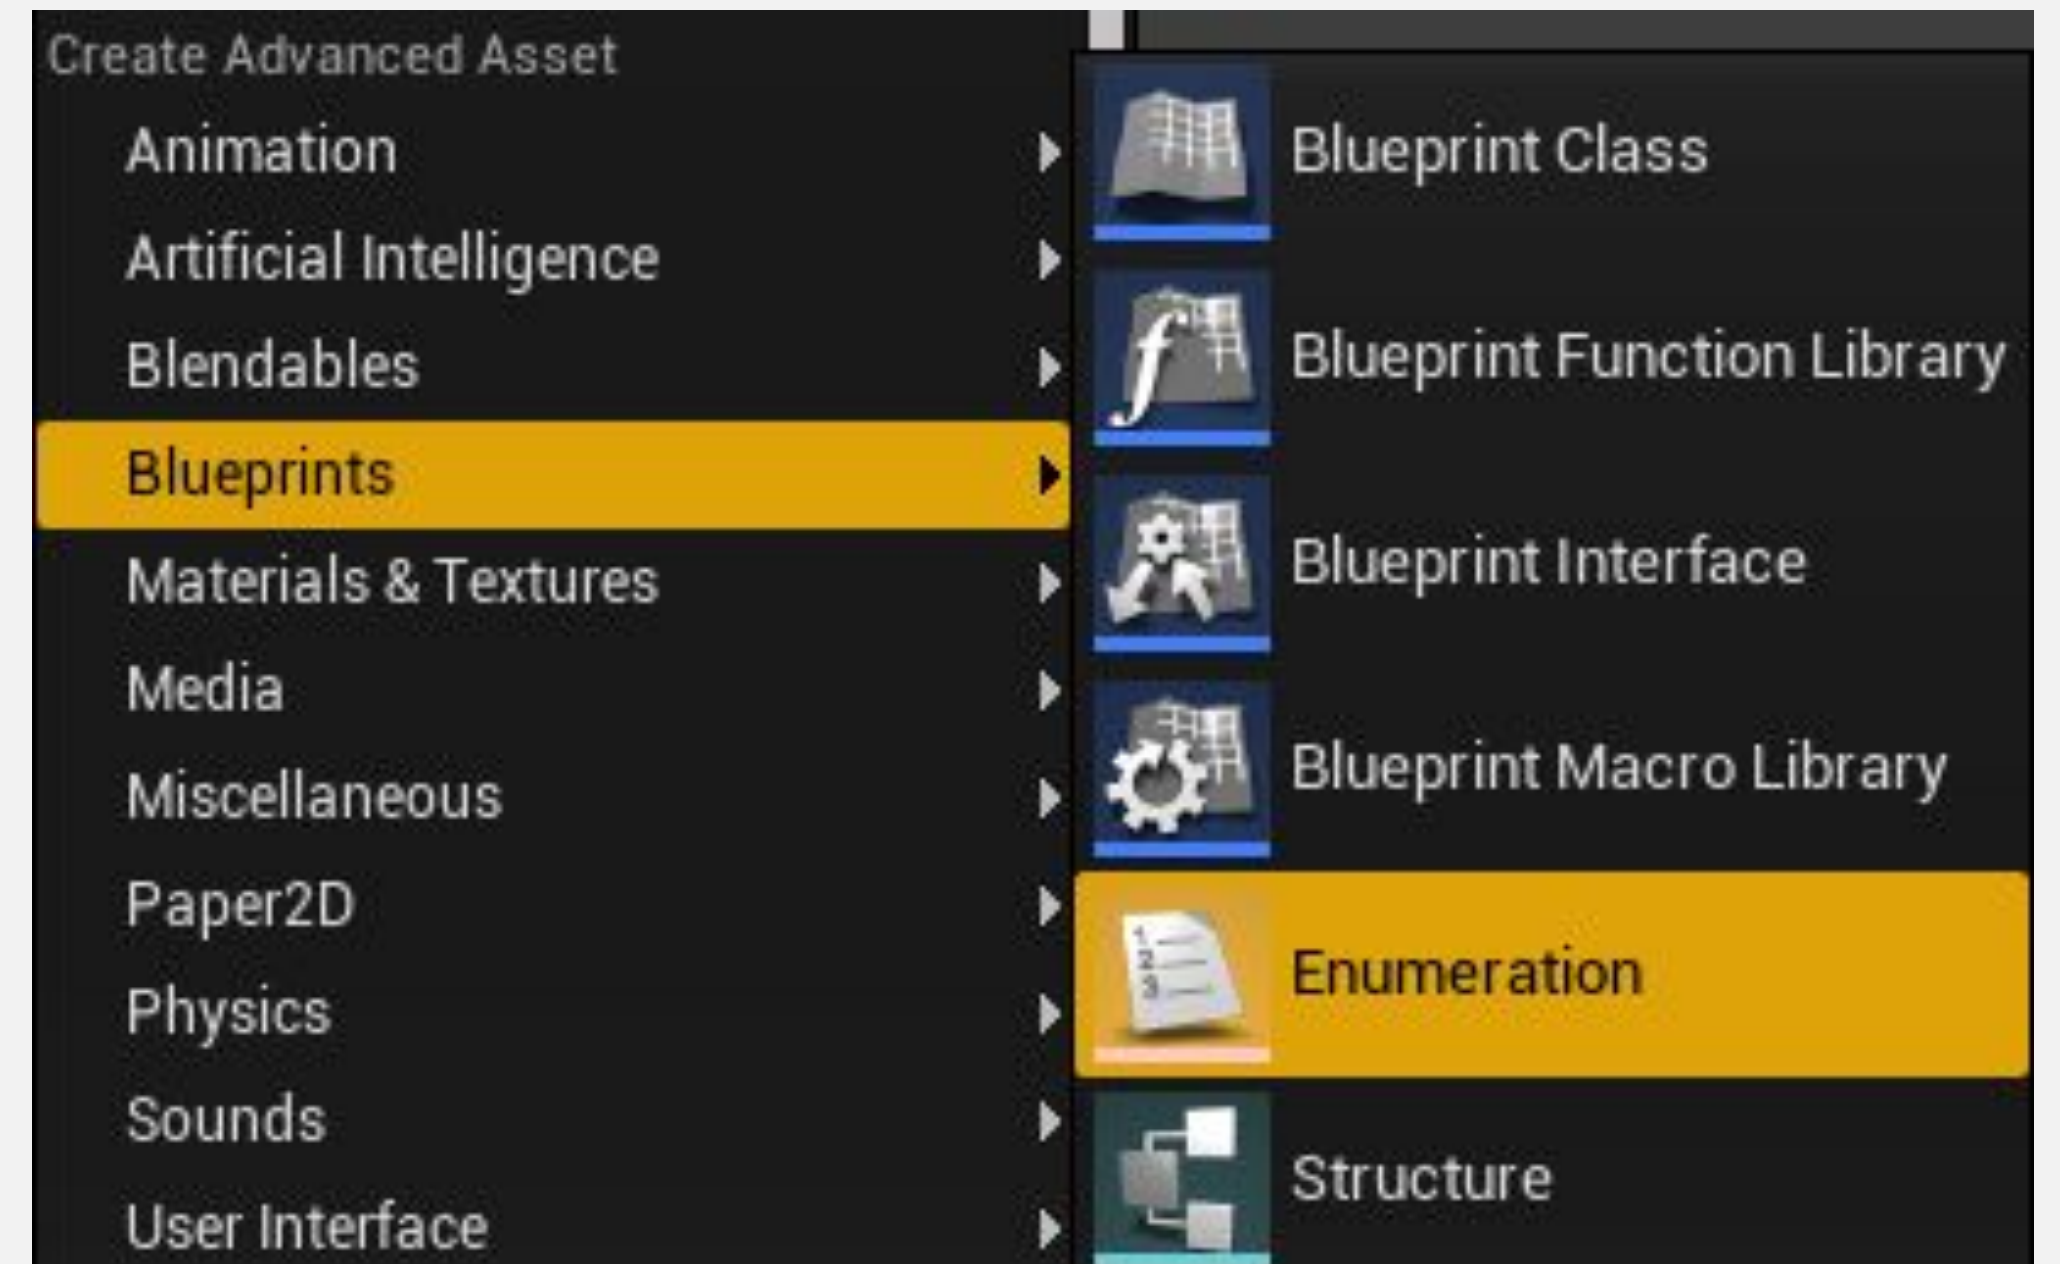 Create Advanced Asset
Animation
Artificial Intelligence
Blendables
Blueprints
Materials & Textures
Media
Miscellaneous
Paper2D
Physics
Sounds
User Interface
Blueprint Class
Blueprint Function Library
Blueprint Interface
Blueprint Macro Library
Enumeration
Structure